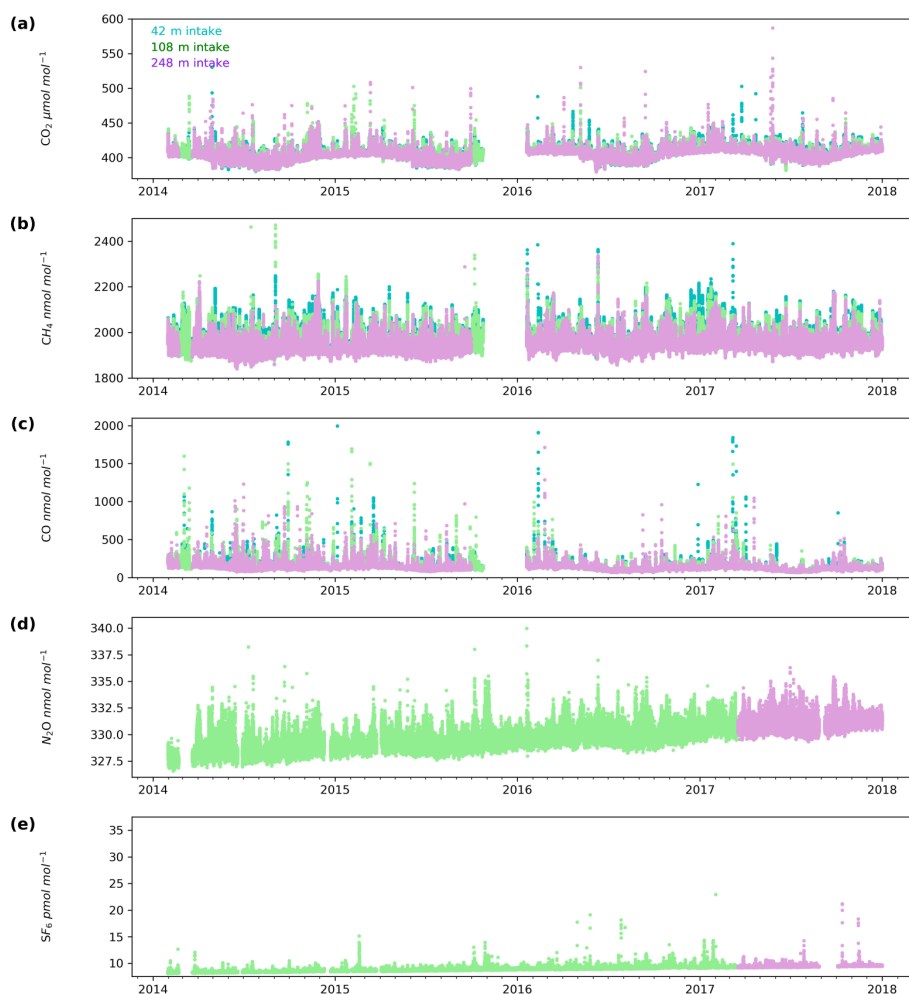 (a)
CO₂ μmol mol⁻¹
600
550
500
450
400
42 m intake
108 m intake
248 m intake
2014 2015 2016 2017 2018
(b)
CH₄ nmol mol⁻¹
2400
2200
2000
1800
2014 2015 2016 2017 2018
(c)
CO nmol mol⁻¹
2000
1500
1000
500
0
2014 2015 2016 2017 2018
(d)
N₂O nmol mol⁻¹
340.0
337.5
335.0
332.5
330.0
327.5
2014 2015 2016 2017 2018
(e)
SF₆ pmol mol⁻¹
35
30
25
20
15
10
2014 2015 2016 2017 2018